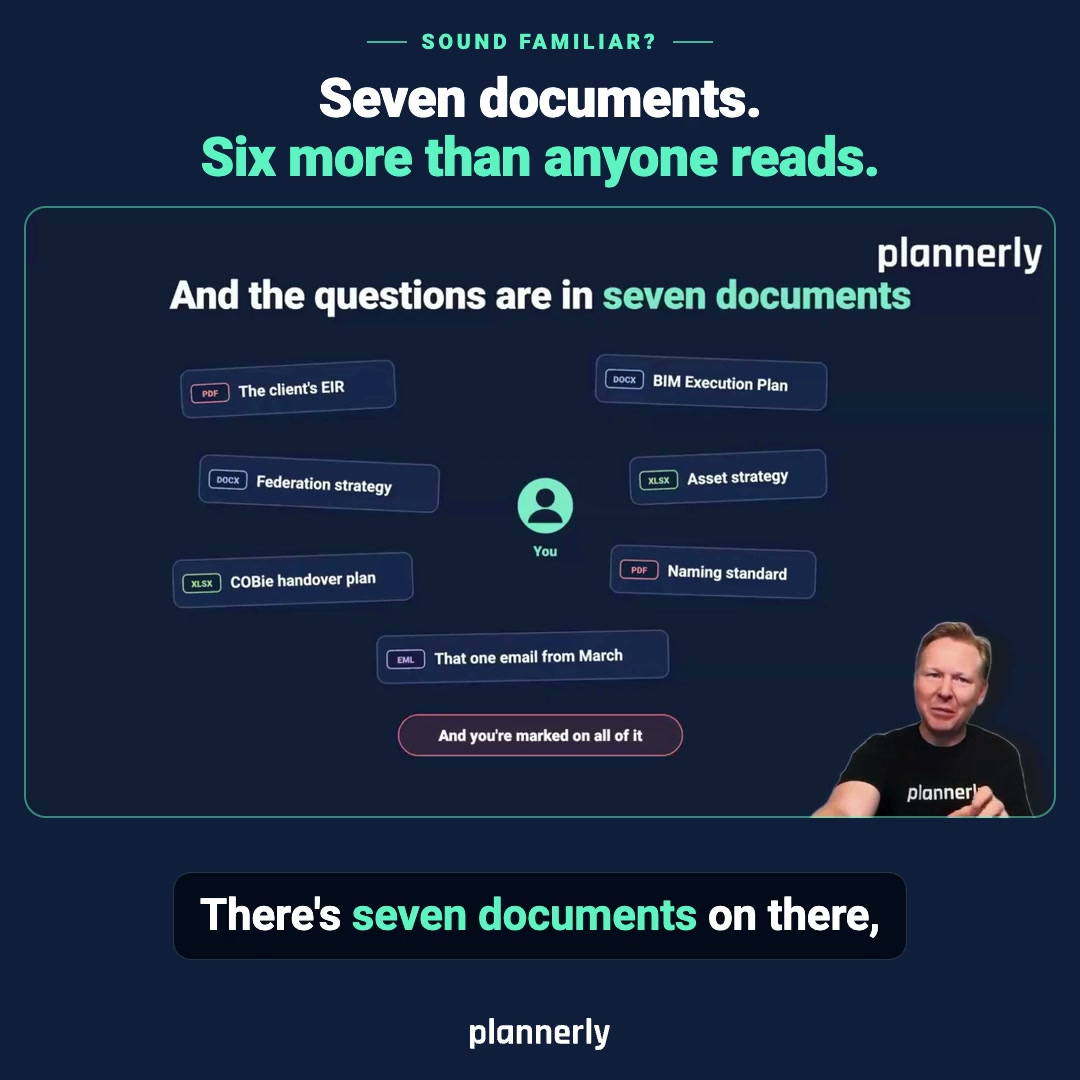 SOUND FAMILIAR?
Seven documents.
Six more than anyone reads.
plannerly
And the questions are in seven documents
PDF The client's EIR
DOCX BIM Execution Plan
DOCX Federation strategy
XLSX Asset strategy
You
XLSX COBie handover plan
PDF Naming standard
EML That one email from March
And you're marked on all of it
plannerly
There's seven documents on there,
plannerly